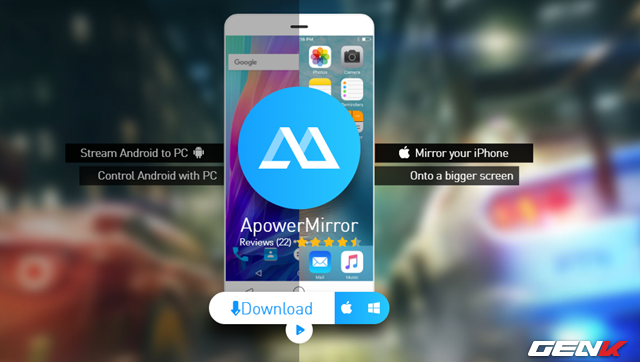 Google
Photos
Camera
Reminders
Stream Android to PC
Mirror your iPhone
Control Android with PC
Onto a bigger screen
ApowerMirror
Reviews (22)
Mail
Music
Download
GENK